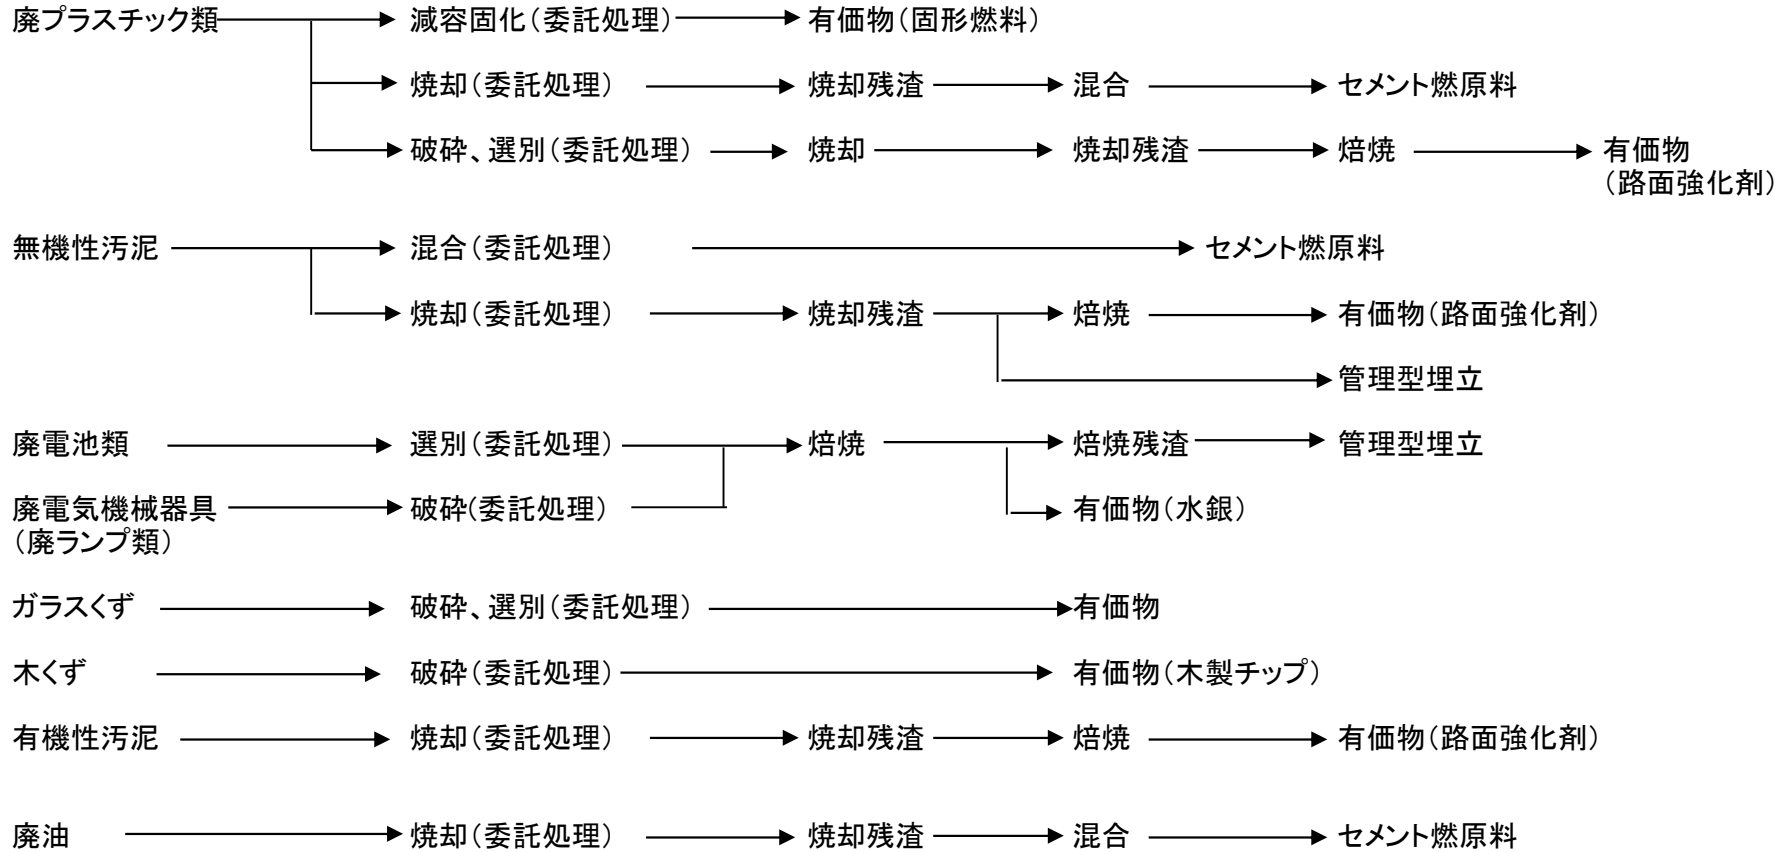 廃プラスチック類 減容固化(委託処理) 有価物(固形燃料)
焼却(委託処理) 焼却残渣 混合 セメント燃原料
破砕、選別(委託処理) 焼却 焼却残渣 焙焼 有価物
(路面強化剤)
無機性汚泥 混合(委託処理) セメント燃原料
焼却(委託処理) 焼却残渣 焙焼 有価物(路面強化剤)
管理型埋立
廃電池類 選別(委託処理) 焙焼 焙焼残渣 管理型埋立
廃電気機械器具 破砕(委託処理) 有価物(水銀)
(廃ランプ類)
ガラスくず 破砕、選別(委託処理) 有価物
木くず 破砕(委託処理) 有価物(木製チップ)
有機性汚泥 焼却(委託処理) 焼却残渣 焙焼 有価物(路面強化剤)
廃油 焼却(委託処理) 焼却残渣 混合 セメント燃原料